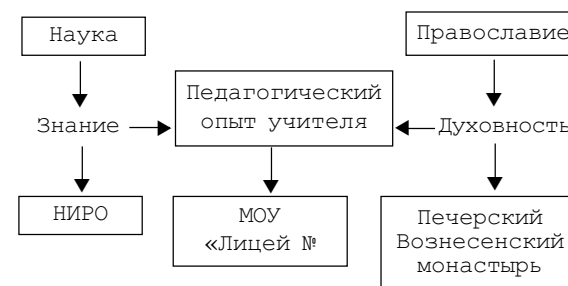 Наука
Православие
Педагогический
опыт учителя
Знание
Духовность
НИРО
МОУ
«Лицей №
Печерский
Вознесенский
монастырь